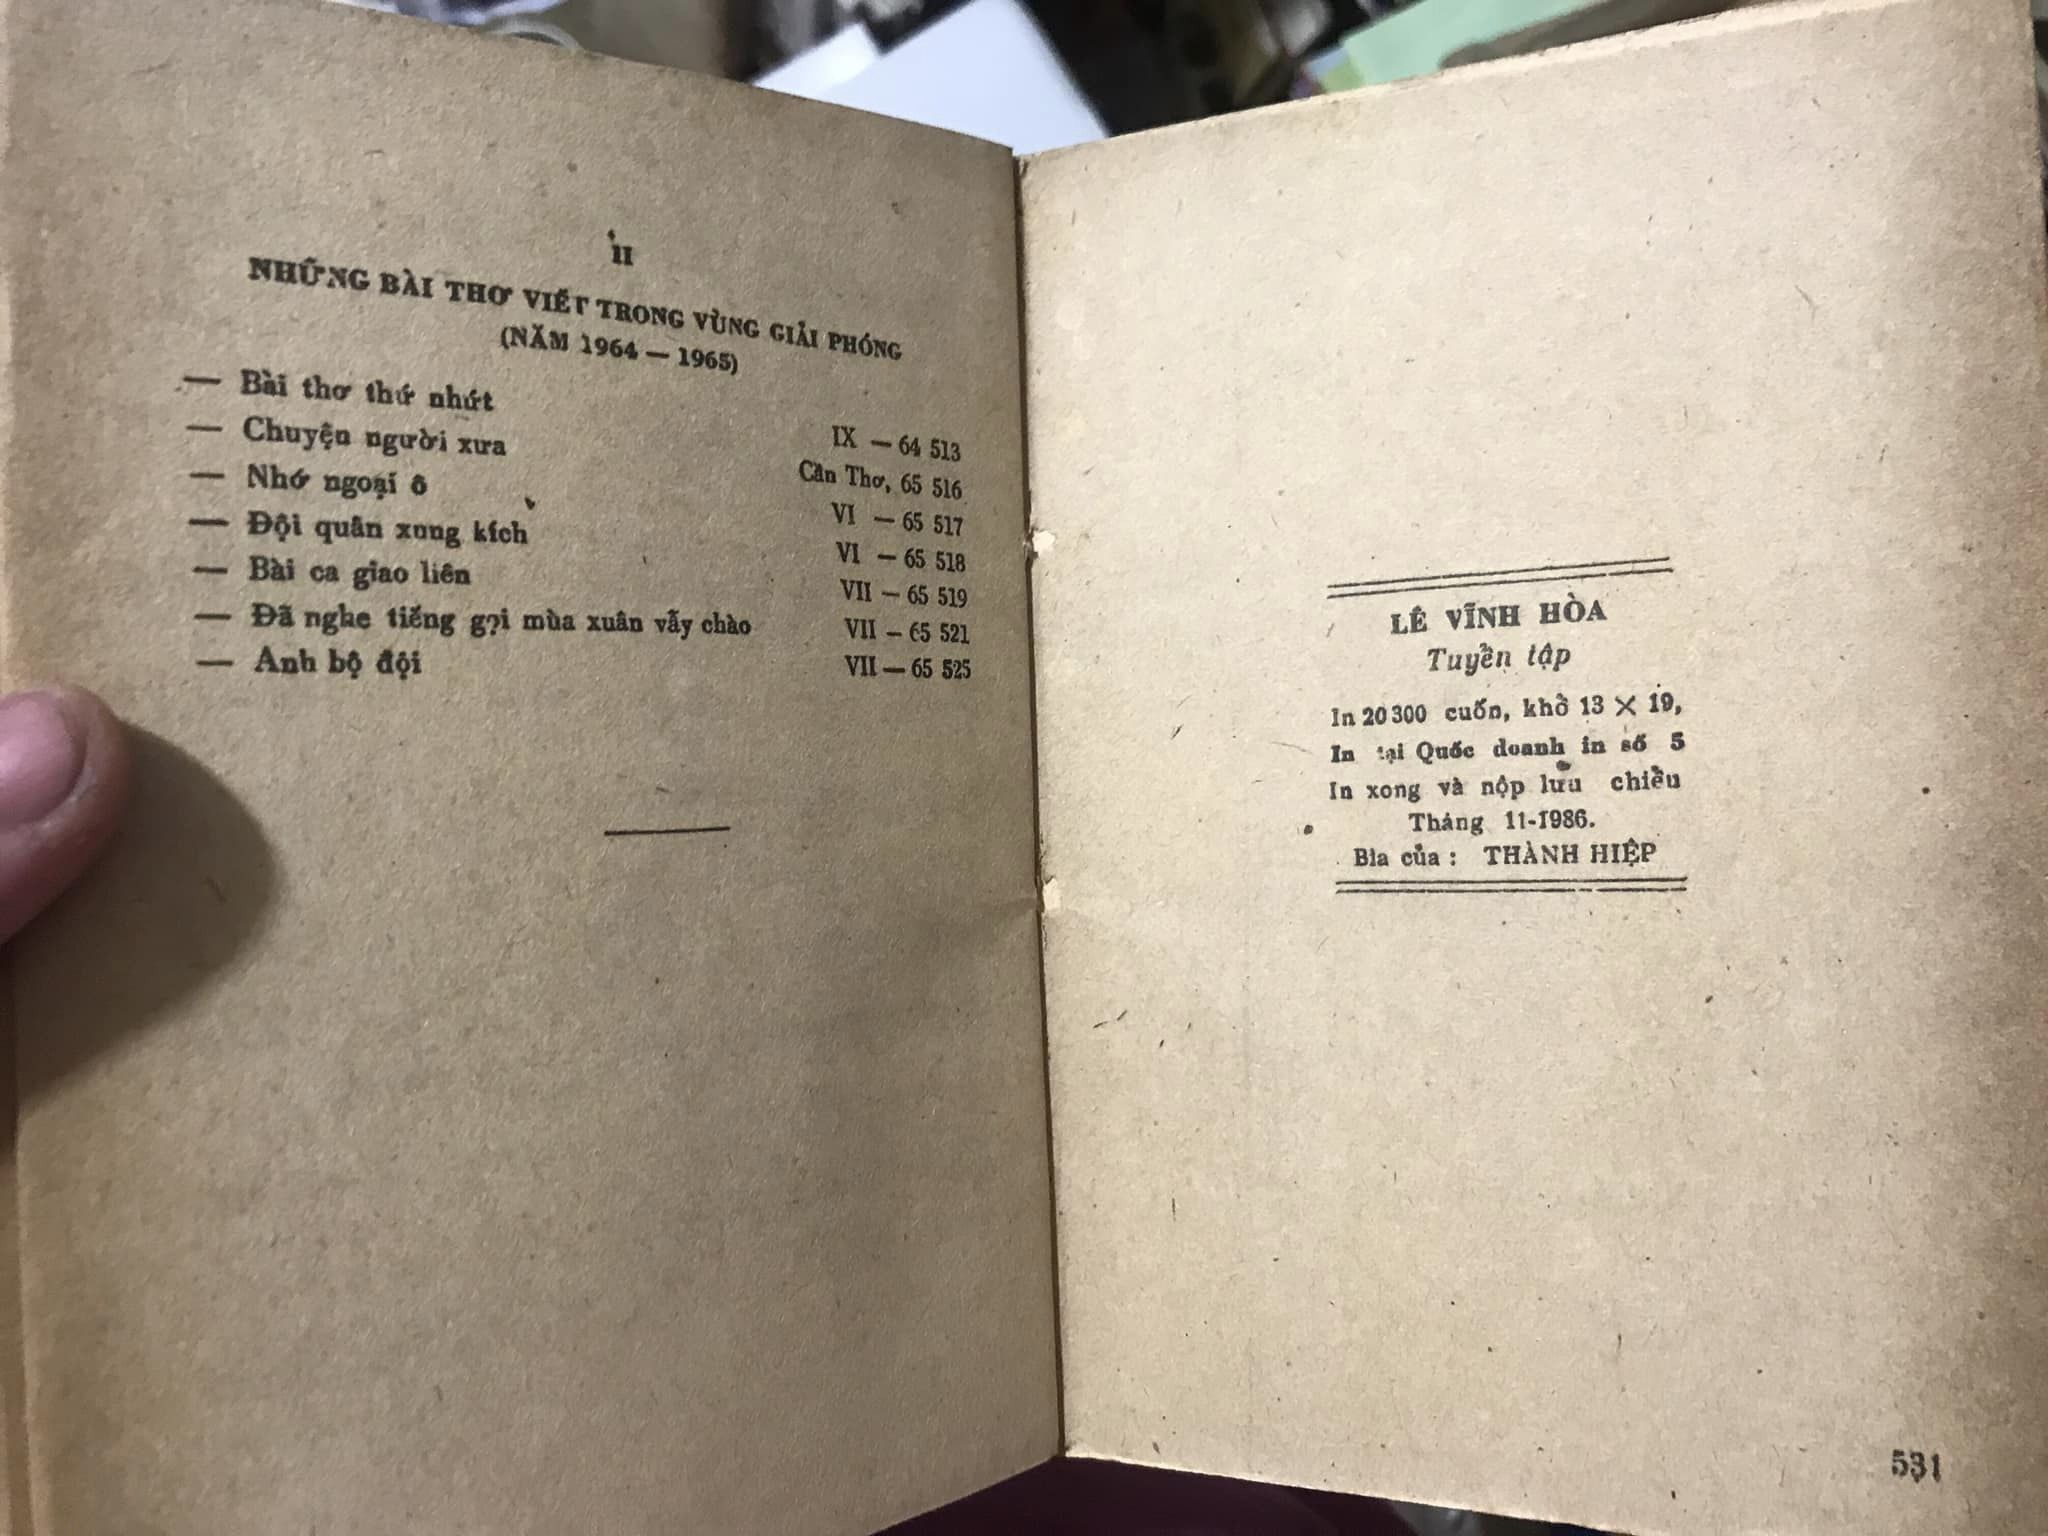 II
NHỮNG BÀI THƠ VIẾT TRONG VÙNG GIẢI PHÓNG
(NĂM 1964 — 1965)
— Bài thơ thứ nhứt IX — 64 513
— Chuyện người xưa Cần Thơ, 65 516
— Nhớ ngoại ô VI — 65 517
— Đội quân xung kích VI — 65 518
— Bài ca giao liên VII — 65 519
— Đã nghe tiếng gọi mùa xuân vẫy chào VII — 65 521
— Anh bộ đội VII — 65 525
LÊ VĨNH HÒA
Tuyển tập
In 20 300 cuốn, khổ 13 × 19,
In tại Quốc doanh in số 5
In xong và nộp lưu chiểu
Tháng 11-1986.
Bìa của : THÀNH HIỆP
531